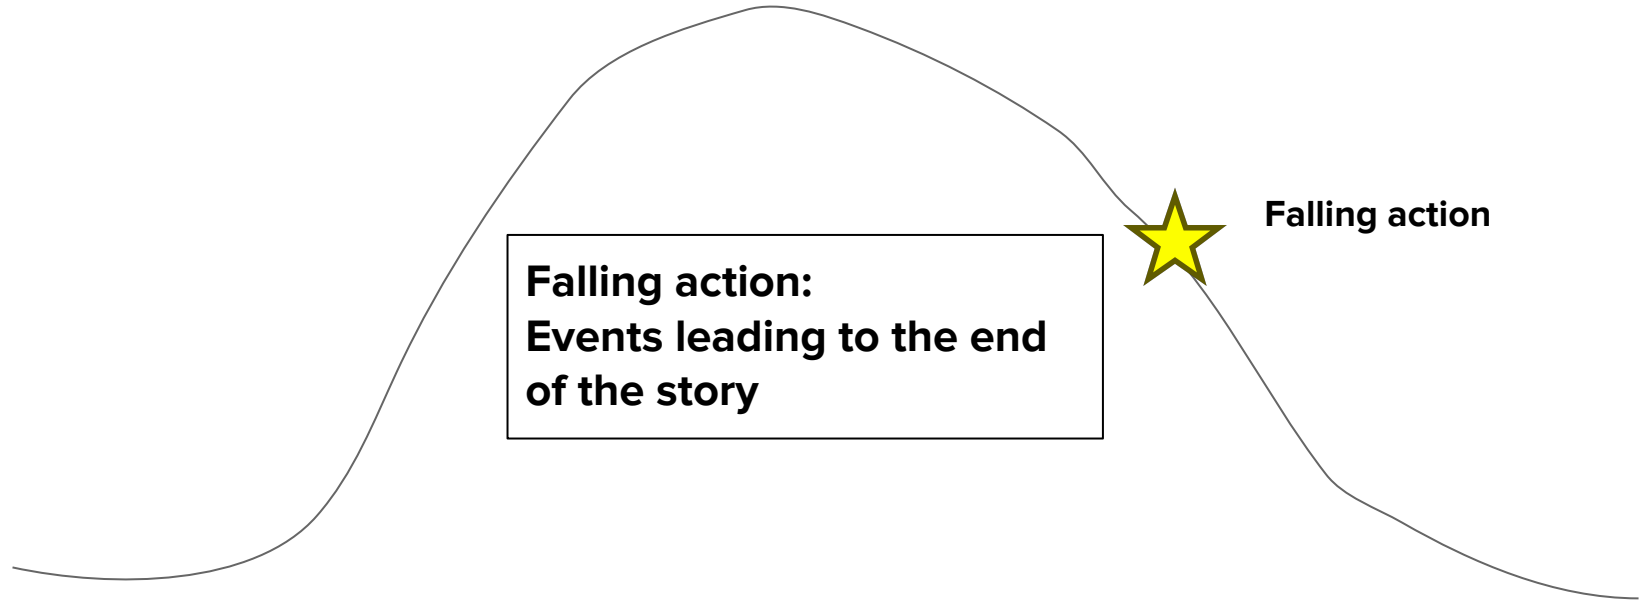 Falling action
Falling action:
Events leading to the end
of the story